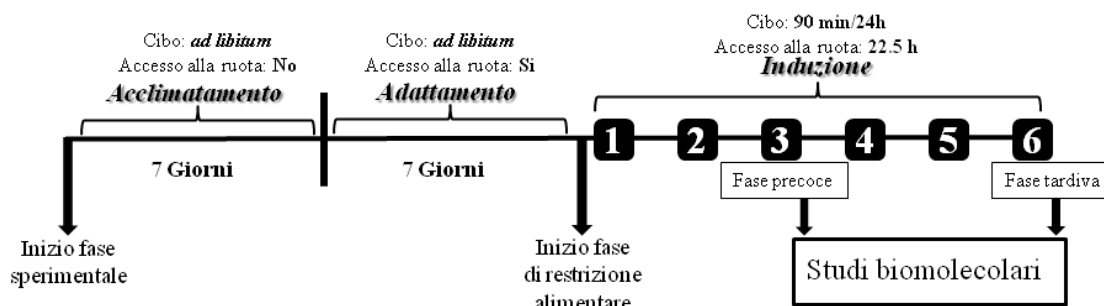 Cibo: ad libitum
Accesso alla ruota: No
Acclimatamento
Cibo: ad libitum
Accesso alla ruota: Si
Adattamento
Cibo: 90 min/24h
Accesso alla ruota: 22.5 h
Induzione
1 2 3 4 5 6
7 Giorni
7 Giorni
Fase precoce
Fase tardiva
Inizio fase
sperimentale
Inizio fase
di restrizione
alimentare
Studi biomolecolari